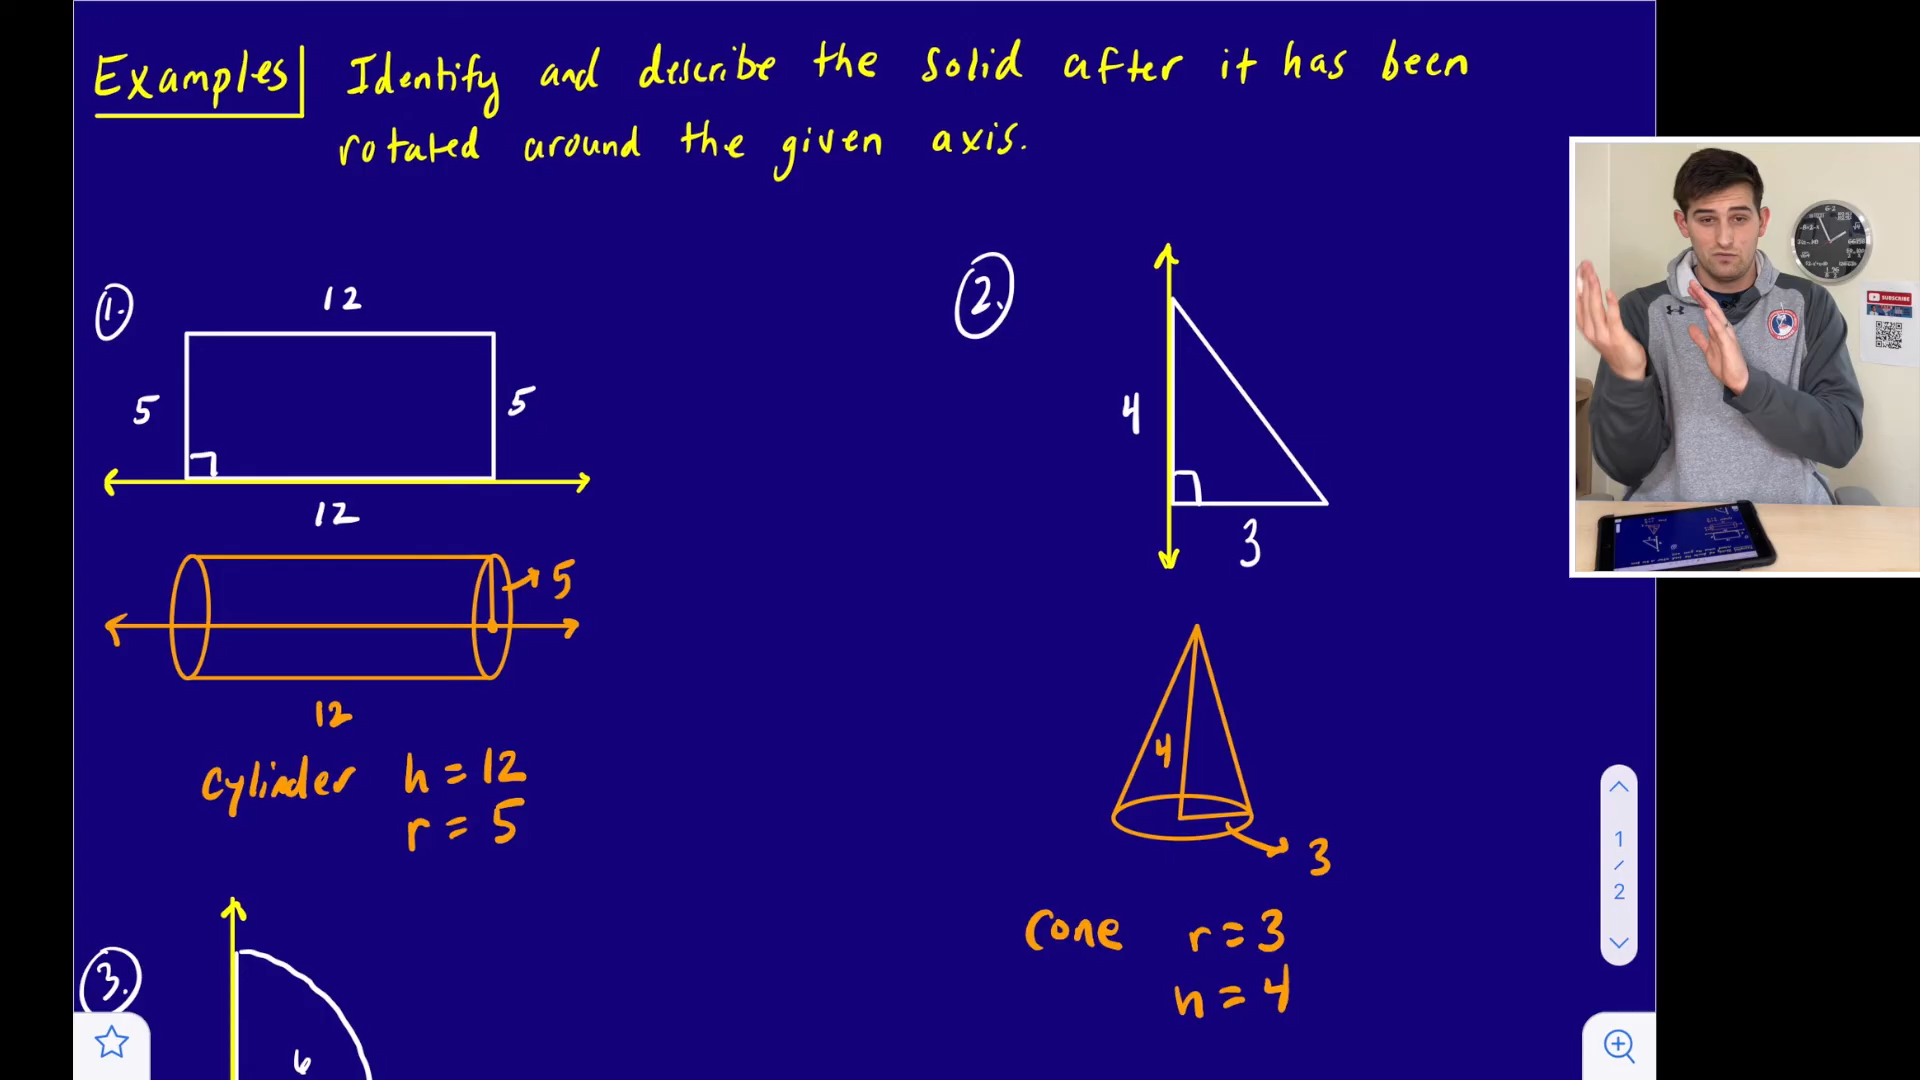 Examples Identify and describe the solid after it has been
rotated around the given axis.
1.
12
5
5
12
5
12
cylinder h = 12
r = 5
2.
4
3
4
3
Cone r = 3
h = 4
3.
6
SUBSCRIBE
1
/
2